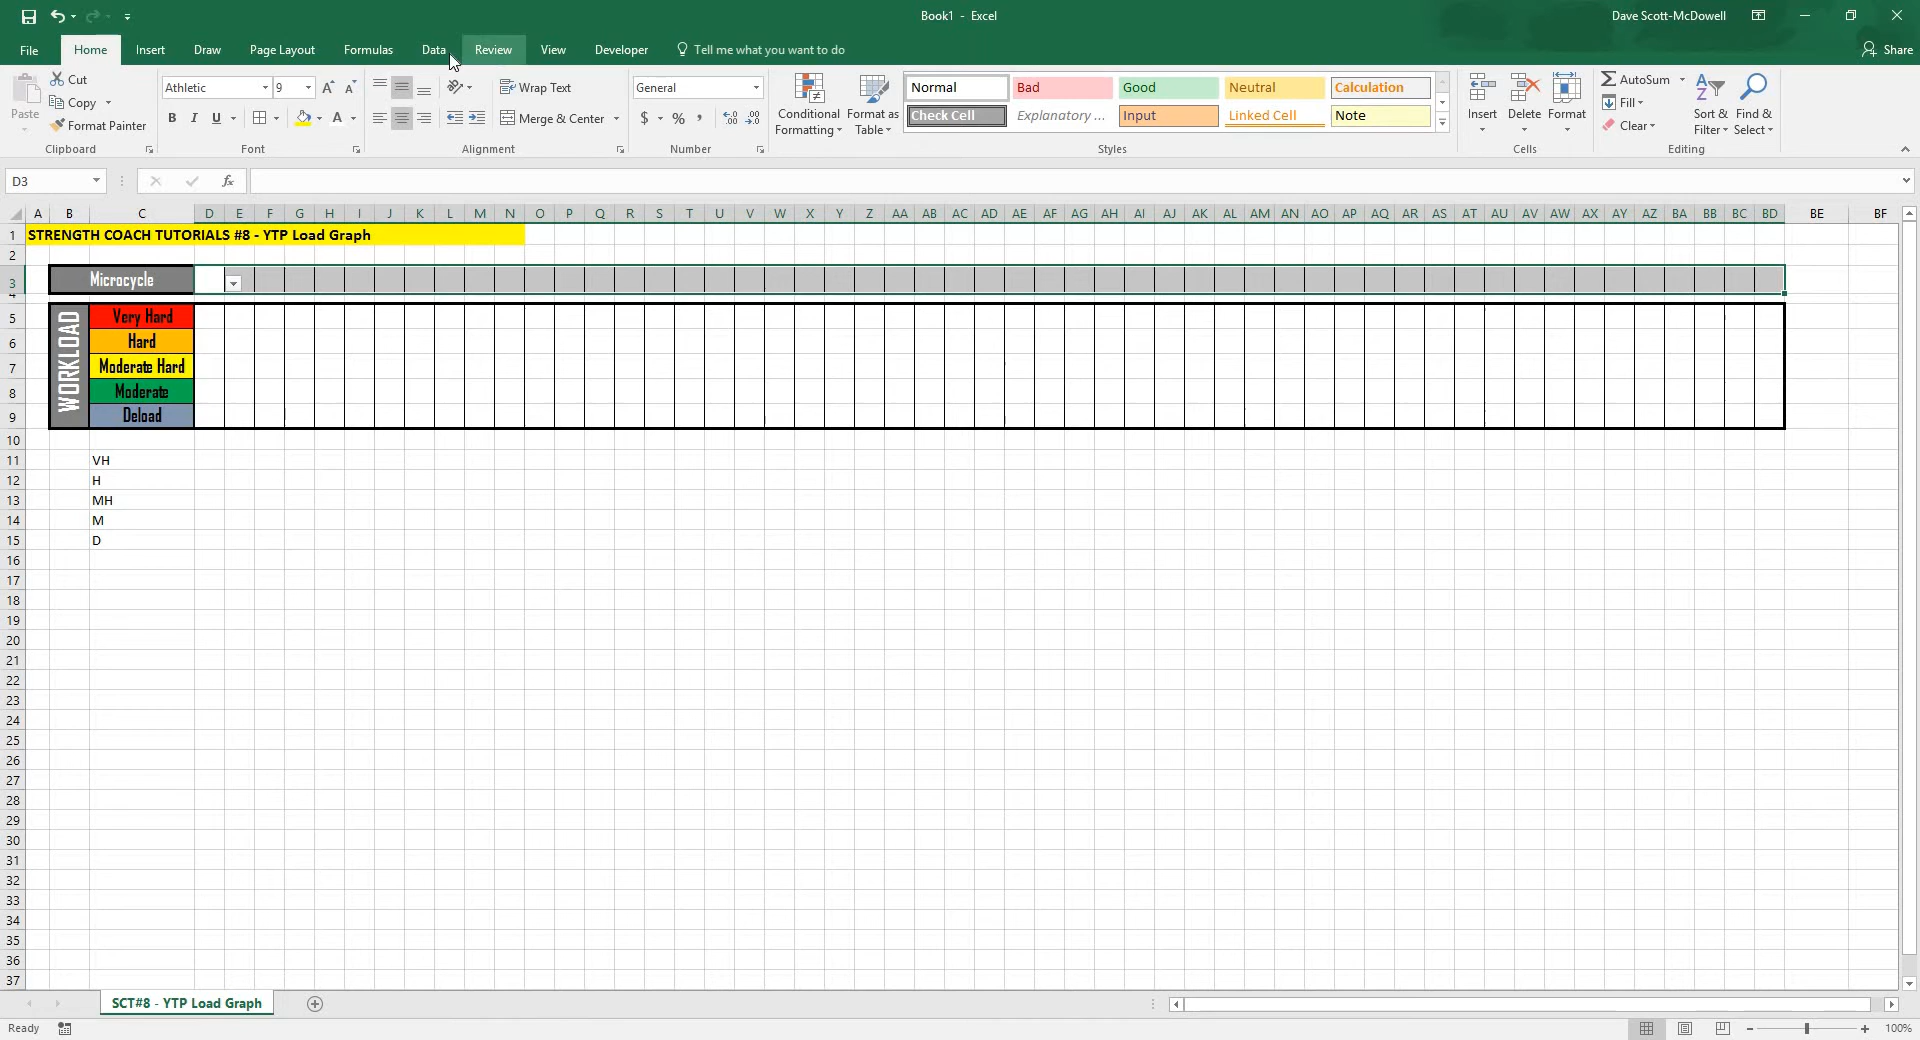 Book1 - Excel
Dave Scott-McDowell
File Home Insert Draw Page Layout Formulas Data Review View Developer Tell me what you want to do Share
Paste
Cut
Copy
Format Painter
Clipboard
Athletic 9
B I U
Font
Wrap Text
Merge & Center
Alignment
General
$ % ,
Number
Conditional Formatting
Format as Table
Normal Bad Good Neutral Calculation
Check Cell Explanatory ... Input Linked Cell Note
Styles
Insert Delete Format
Cells
AutoSum
Fill
Clear
Sort & Filter
Find & Select
Editing
D3
fx
A B C D E F G H I J K L M N O P Q R S T U V W X Y Z AA AB AC AD AE AF AG AH AI AJ AK AL AM AN AO AP AQ AR AS AT AU AV AW AX AY AZ BA BB BC BD BE BF
1 STRENGTH COACH TUTORIALS #8 - YTP Load Graph
2
3 Microcycle
4
WORKLOAD
5 Very Hard
6 Hard
7 Moderate Hard
8 Moderate
9 Deload
10
11 VH
12 H
13 MH
14 M
15 D
16
17
18
19
20
21
22
23
24
25
26
27
28
29
30
31
32
33
34
35
36
37
SCT#8 - YTP Load Graph
Ready
100%